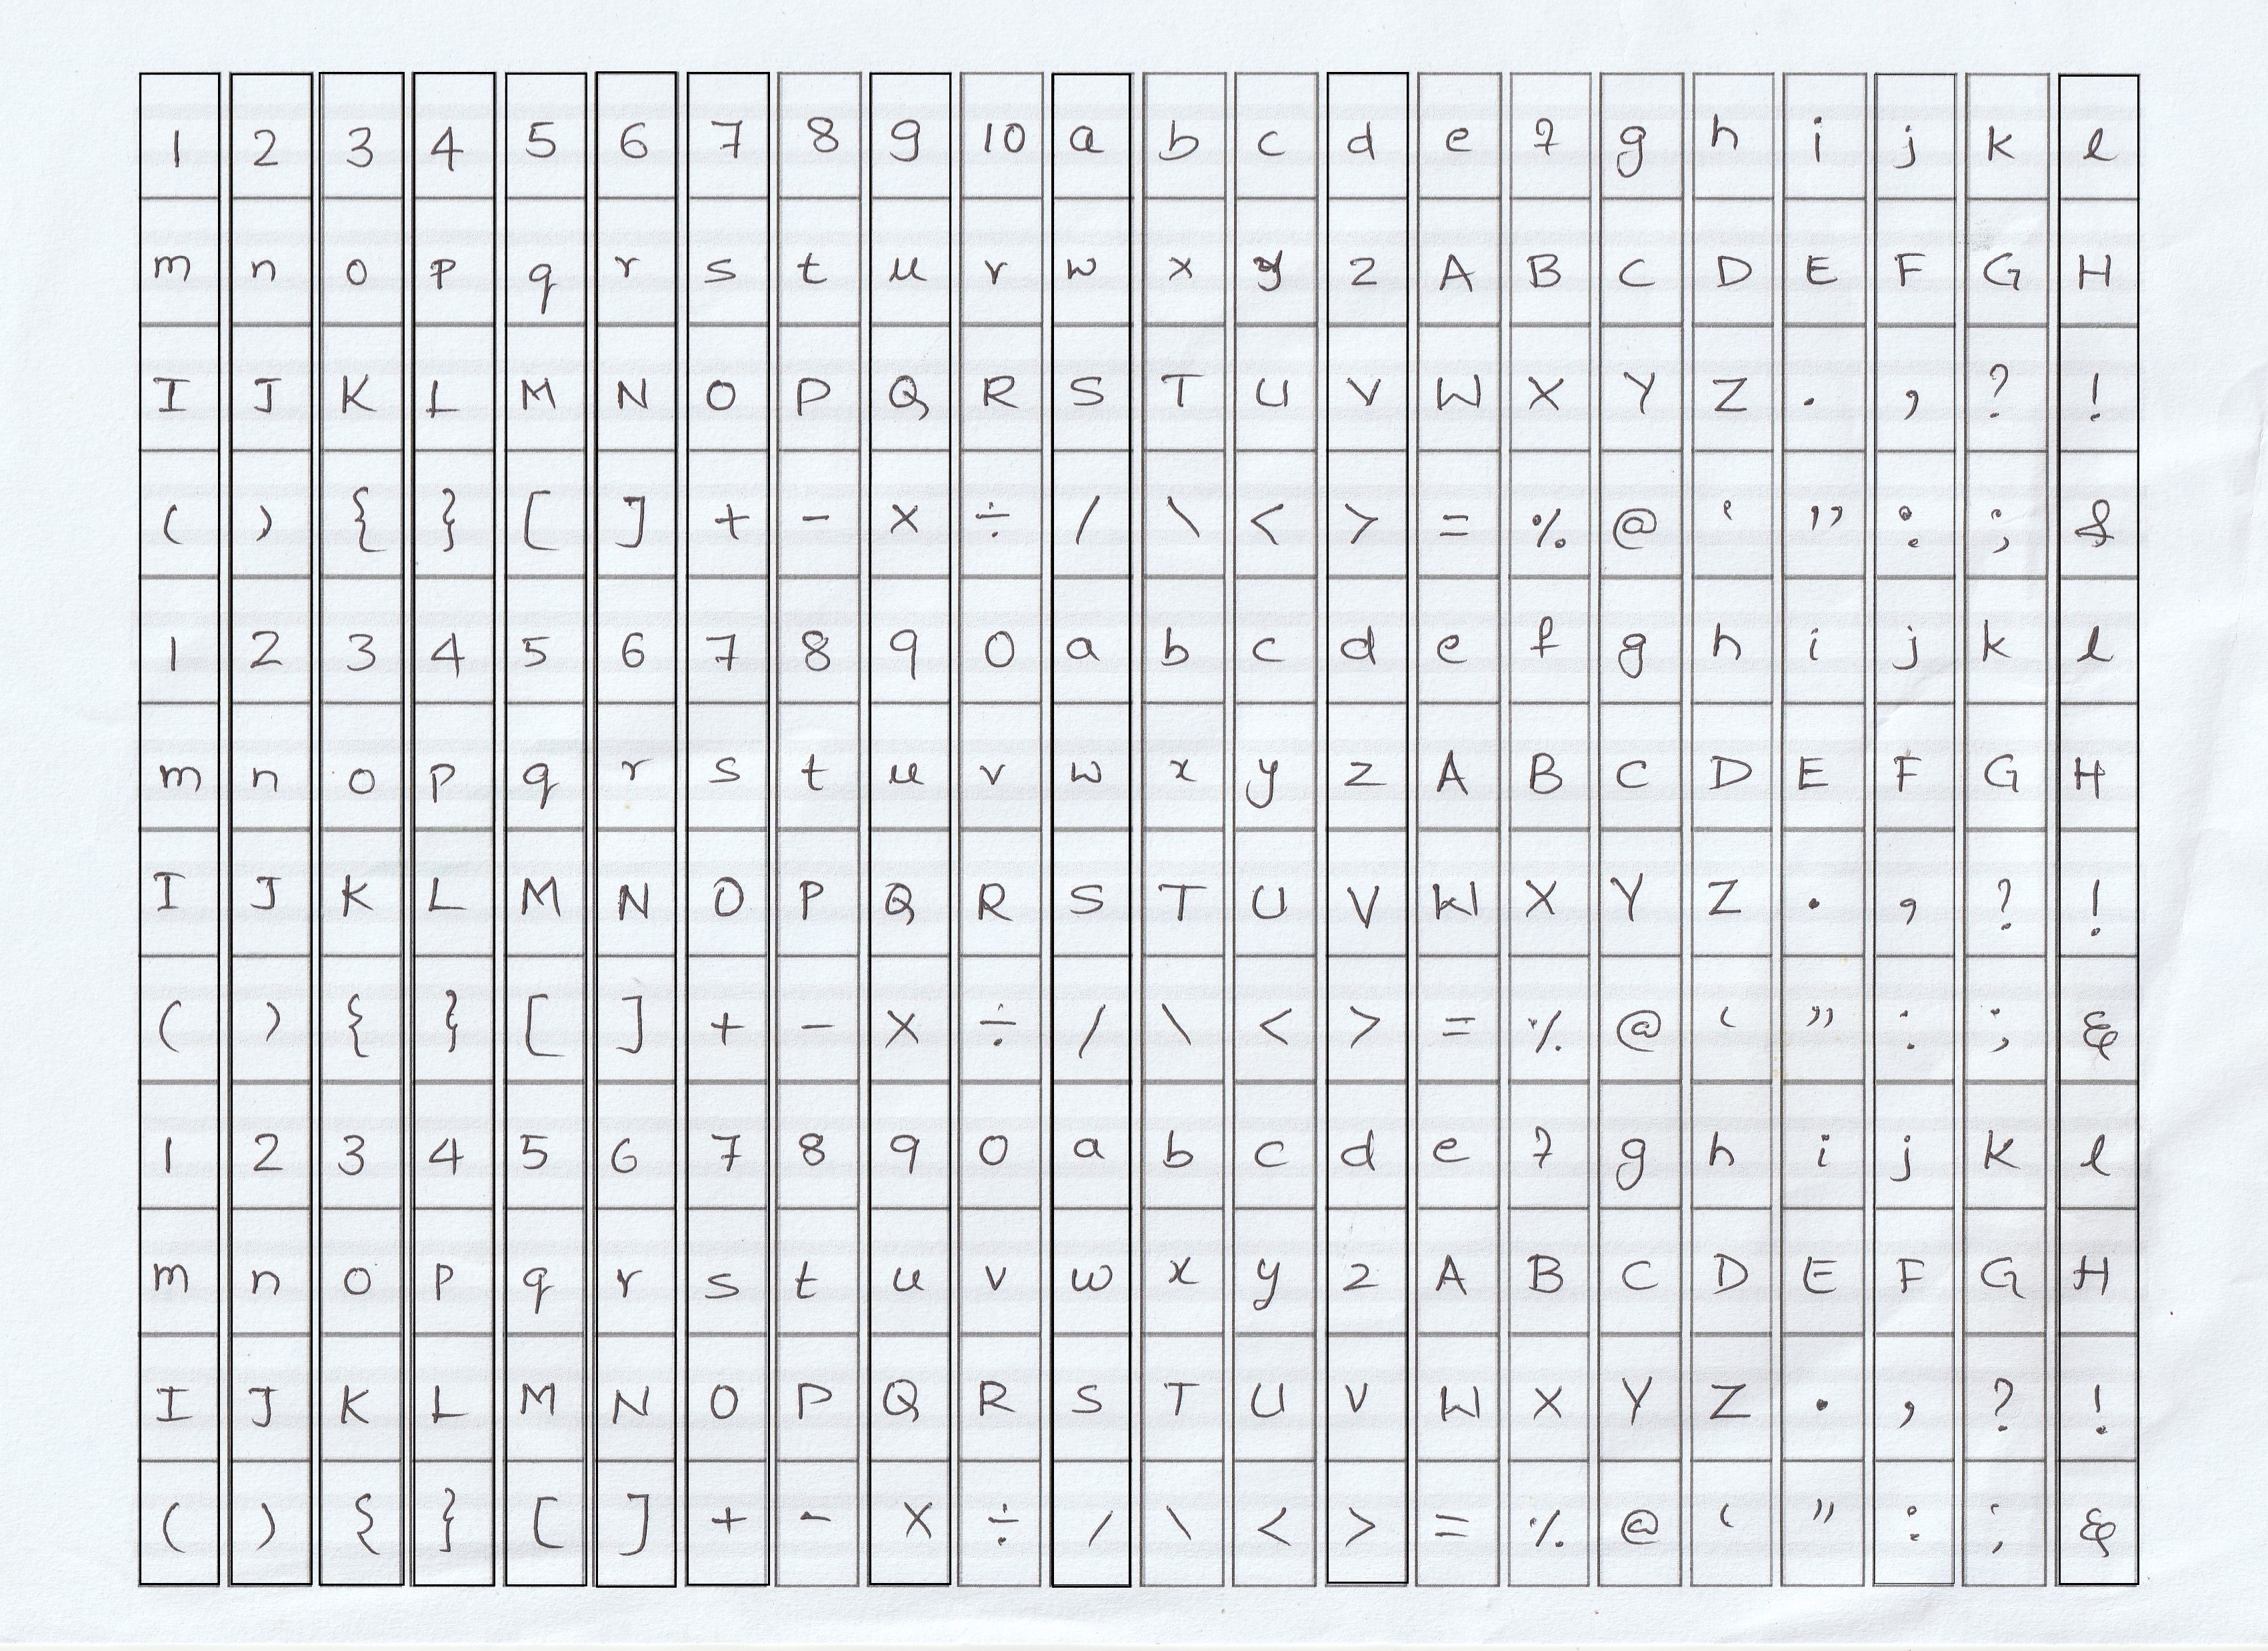 1 2 3 4 5 6 7 8 9 10 a b c d e f g h i j k l
m n o p q r s t u v w x y z A B C D E F G H
I J K L M N O P Q R S T U V W X Y Z . , ? !
( ) { } [ ] + - × ÷ / \ < > = % @ ‘ ” : ; &
1 2 3 4 5 6 7 8 9 0 a b c d e f g h i j k l
m n o p q r s t u v w x y z A B C D E F G H
I J K L M N O P Q R S T U V W X Y Z . , ? !
( ) { } [ ] + - × ÷ / \ < > = % @ ‘ ” : ; &
1 2 3 4 5 6 7 8 9 0 a b c d e f g h i j k l
m n o p q r s t u v w x y z A B C D E F G H
I J K L M N O P Q R S T U V W X Y Z . , ? !
( ) { } [ ] + - × ÷ / \ < > = % @ ‘ ” : ; &